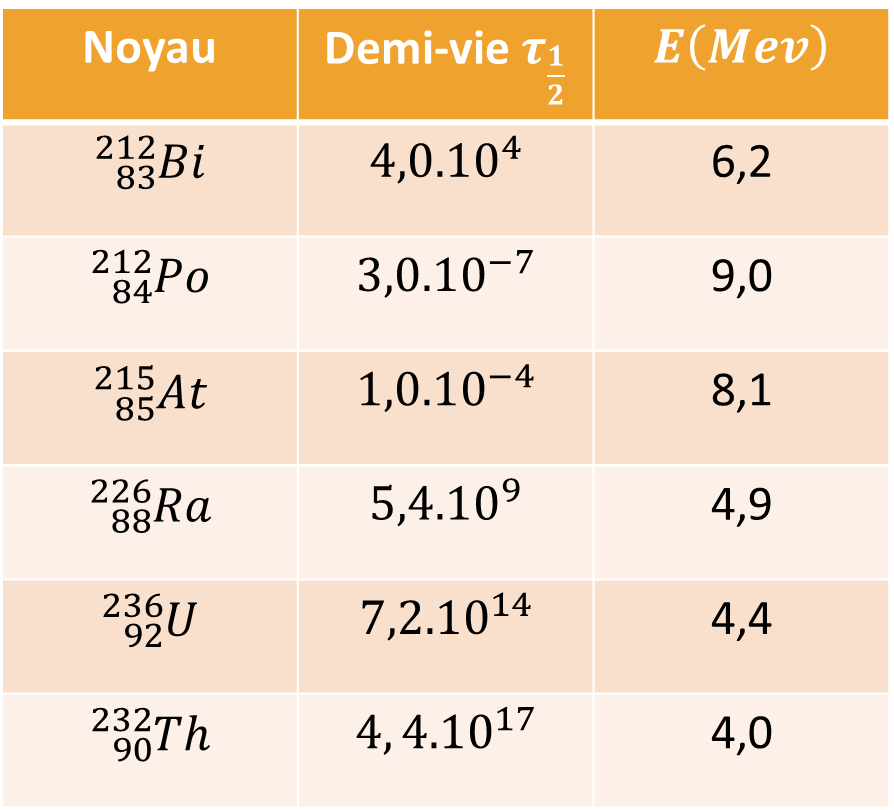 Noyau Demi-vie τ_{1/2} E(Mev)
^{212}_{83}Bi 4,0.10^{4} 6,2
^{212}_{84}Po 3,0.10^{−7} 9,0
^{215}_{85}At 1,0.10^{−4} 8,1
^{226}_{88}Ra 5,4.10^{9} 4,9
^{236}_{92}U 7,2.10^{14} 4,4
^{232}_{90}Th 4, 4.10^{17} 4,0